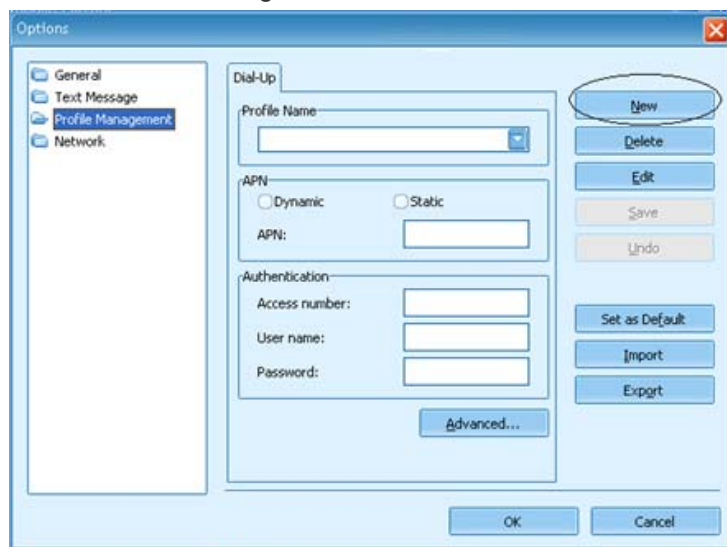 Options
General
Text Message
Profile Management
Network
Dial-Up
Profile Name
APN
Dynamic
Static
APN:
Authentication
Access number:
User name:
Password:
Advanced...
New
Delete
Edit
Save
Undo
Set as Default
Import
Export
OK
Cancel